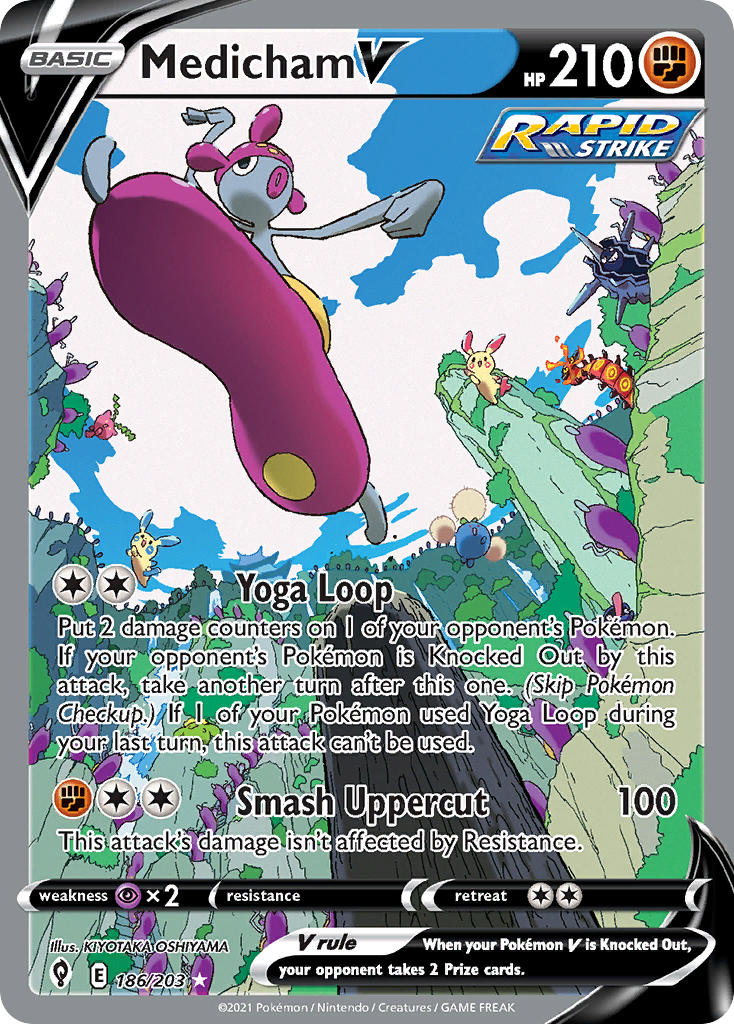 BASIC
Medicham V
HP 210
RAPID
STRIKE
Yoga Loop
Put 2 damage counters on 1 of your opponent's Pokémon.
If your opponent's Pokémon is Knocked Out by this
attack, take another turn after this one. (Skip Pokémon
Checkup.) If 1 of your Pokémon used Yoga Loop during
your last turn, this attack can't be used.
Smash Uppercut 100
This attack's damage isn't affected by Resistance.
weakness ×2 resistance retreat
Illus. KIYOTAKA OSHIYAMA
V rule When your Pokémon V is Knocked Out,
your opponent takes 2 Prize cards.
E 186/203
©2021 Pokémon / Nintendo / Creatures / GAME FREAK